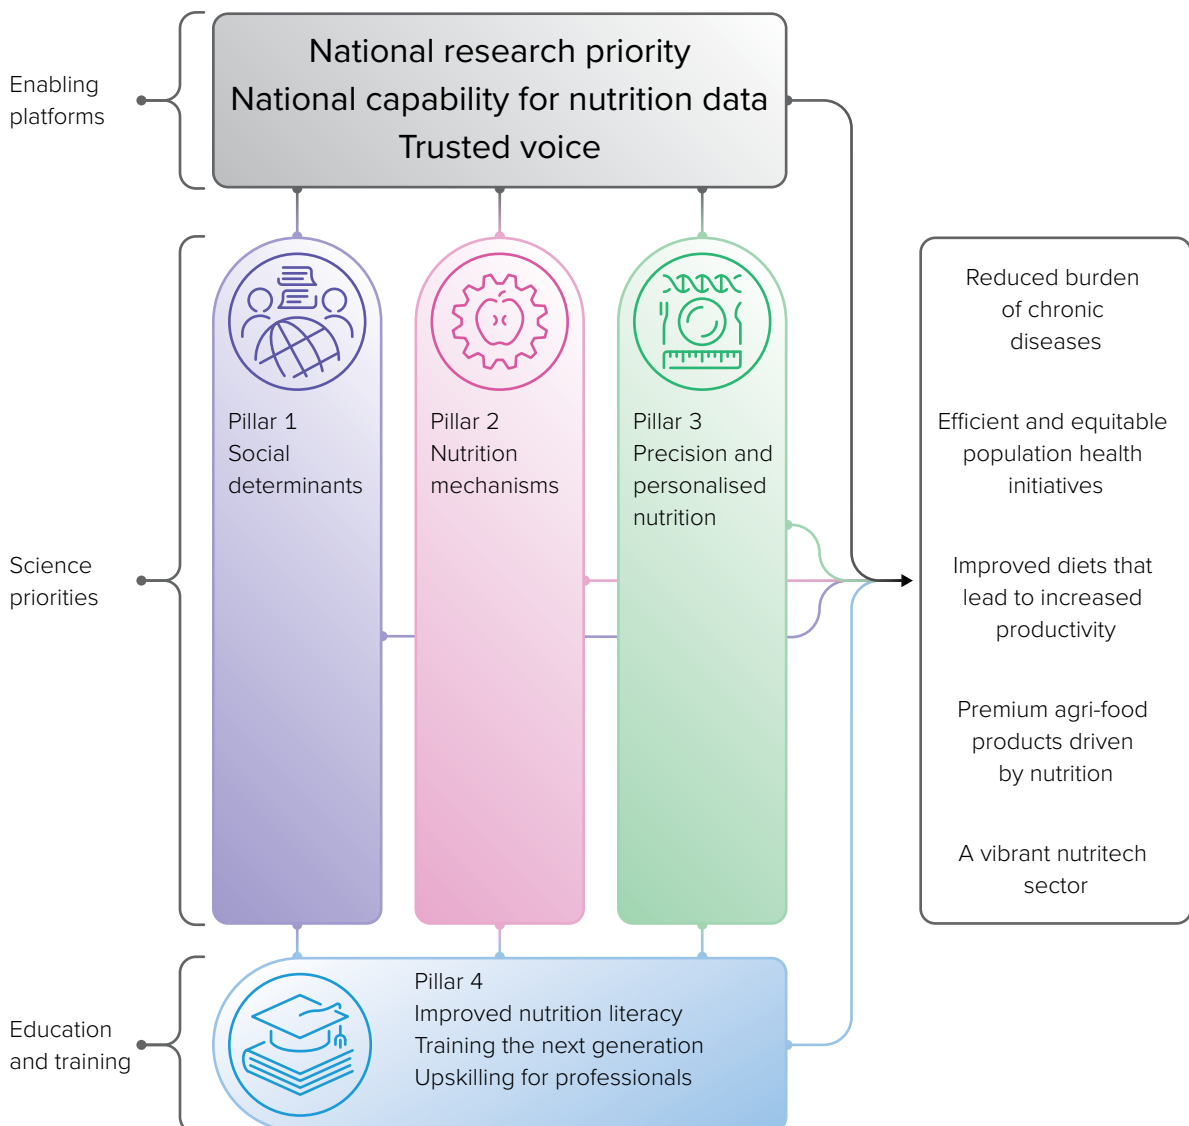 Enabling
platforms
National research priority
National capability for nutrition data
Trusted voice
Science
priorities
Pillar 1
Social
determinants
Pillar 2
Nutrition
mechanisms
Pillar 3
Precision and
personalised
nutrition
Reduced burden
of chronic
diseases
Efficient and equitable
population health
initiatives
Improved diets that
lead to increased
productivity
Premium agri-food
products driven
by nutrition
A vibrant nutritech
sector
Education
and training
Pillar 4
Improved nutrition literacy
Training the next generation
Upskilling for professionals